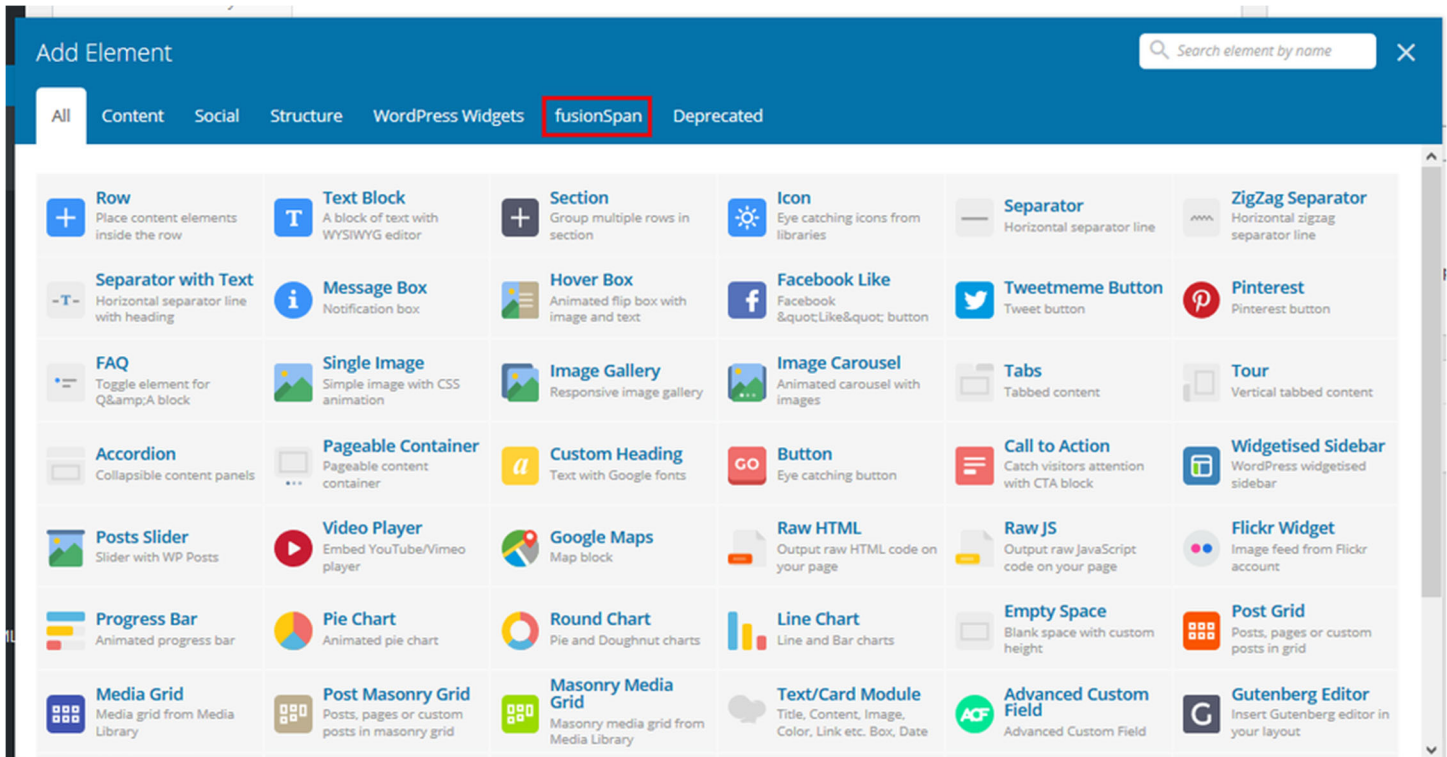 Add Element
Search element by name
All Content Social Structure WordPress Widgets fusionSpan Deprecated
Row
Place content elements
inside the row
Text Block
A block of text with
WYSIWYG editor
Section
Group multiple rows in
section
Icon
Eye catching icons from
libraries
Separator
Horizontal separator line
ZigZag Separator
Horizontal zigzag
separator line
Separator with Text
Horizontal separator line
with heading
Message Box
Notification box
Hover Box
Animated flip box with
image and text
Facebook Like
Facebook
&quot;Like&quot; button
Tweetmeme Button
Tweet button
Pinterest
Pinterest button
FAQ
Toggle element for
Q&amp;A block
Single Image
Simple image with CSS
animation
Image Gallery
Responsive image gallery
Image Carousel
Animated carousel with
images
Tabs
Tabbed content
Tour
Vertical tabbed content
Accordion
Collapsible content panels
Pageable Container
Pageable content
container
Custom Heading
Text with Google fonts
GO
Button
Eye catching button
Call to Action
Catch visitors attention
with CTA block
Widgetised Sidebar
WordPress widgetised
sidebar
Posts Slider
Slider with WP Posts
Video Player
Embed YouTube/Vimeo
player
Google Maps
Map block
Raw HTML
Output raw HTML code on
your page
Raw JS
Output raw JavaScript
code on your page
Flickr Widget
Image feed from Flickr
account
Progress Bar
Animated progress bar
Pie Chart
Animated pie chart
Round Chart
Pie and Doughnut charts
Line Chart
Line and Bar charts
Empty Space
Blank space with custom
height
Post Grid
Posts, pages or custom
posts in grid
Media Grid
Media grid from Media
Library
Post Masonry Grid
Posts, pages or custom
posts in masonry grid
Masonry Media
Grid
Masonry media grid from
Media Library
Text/Card Module
Title, Content, Image,
Color, Link etc. Box, Date
ACF
Advanced Custom
Field
Advanced Custom Field
G
Gutenberg Editor
Insert Gutenberg editor in
your layout